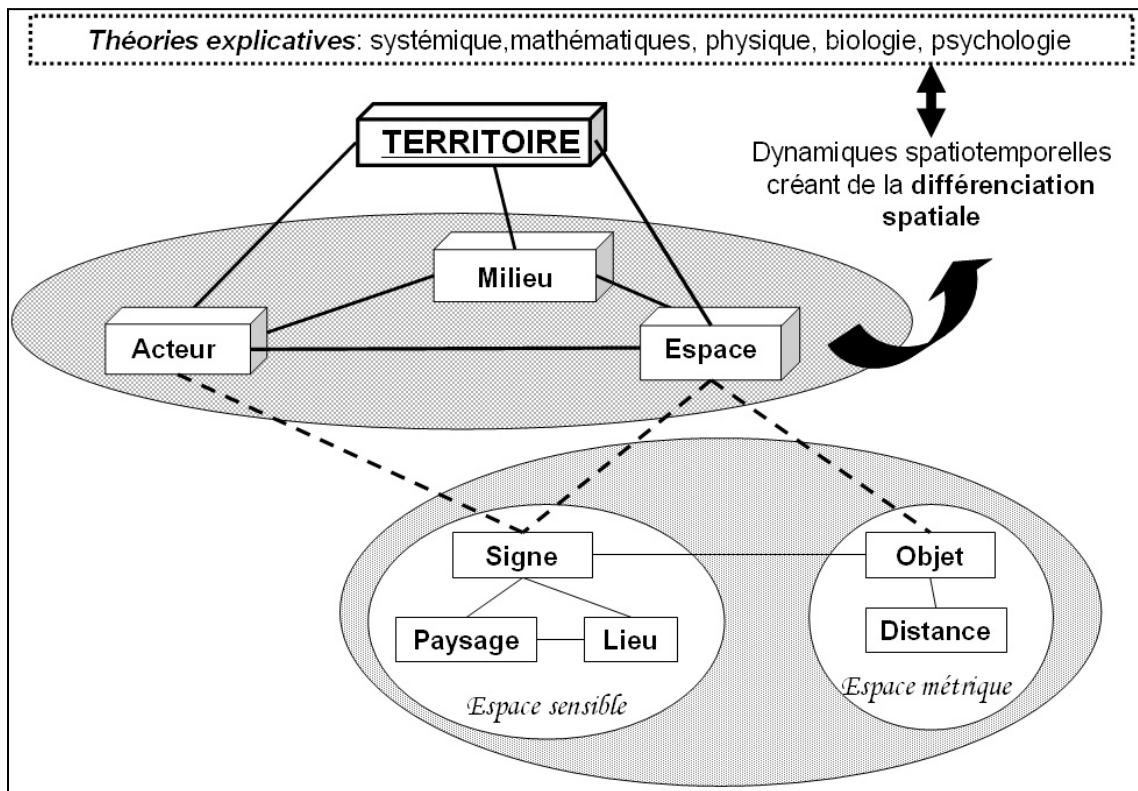 Théories explicatives: systémique,mathématiques, physique, biologie, psychologie
TERRITOIRE
Dynamiques spatiotemporelles
créant de la différenciation
spatiale
Milieu
Acteur
Espace
Signe
Objet
Paysage
Lieu
Distance
Espace sensible
Espace métrique